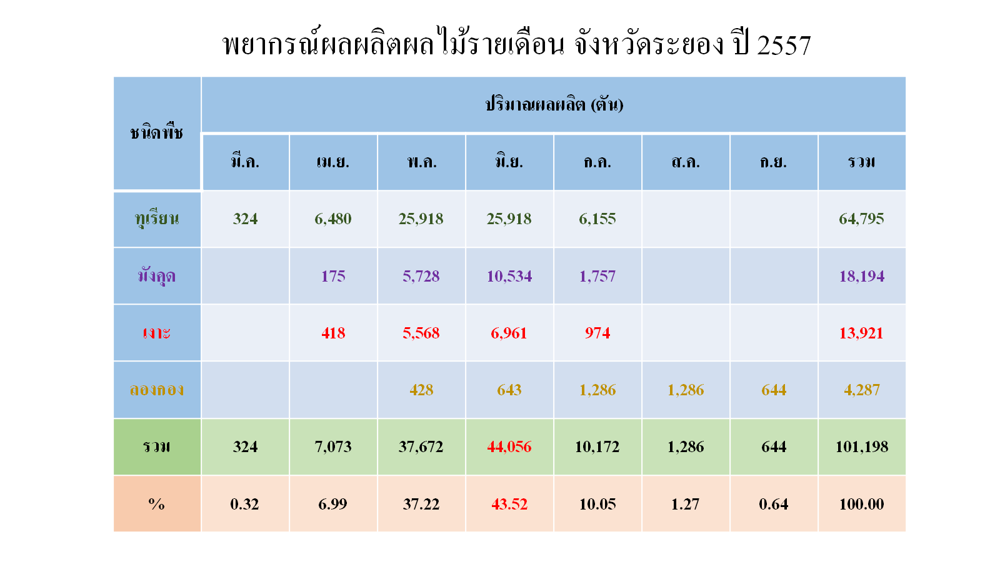 พยากรณ์ผลผลิตผลไม้รายเดือน จังหวัดระยอง ปี 2557
ชนิดพืช ปริมาณผลผลิต (ตัน)
มี.ค. เม.ย. พ.ค. มิ.ย. ก.ค. ส.ค. ก.ย. รวม
ทุเรียน 324 6,480 25,918 25,918 6,155 64,795
มังคุด 175 5,728 10,534 1,757 18,194
เงาะ 418 5,568 6,961 974 13,921
ลองกอง 428 643 1,286 1,286 644 4,287
รวม 324 7,073 37,672 44,056 10,172 1,286 644 101,198
% 0.32 6.99 37.22 43.52 10.05 1.27 0.64 100.00